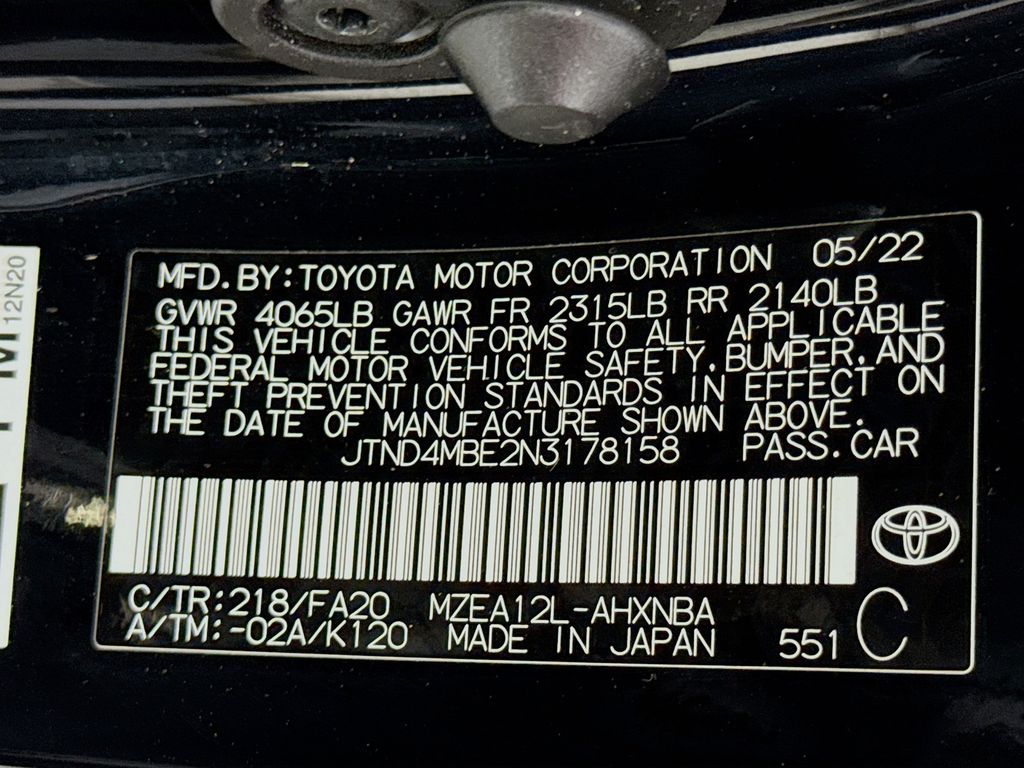 MFD.BY:TOYOTA MOTOR CORPORATION 05/22
GVWR 4065LB GAWR FR 2315LB RR 2140LB
THIS VEHICLE CONFORMS TO ALL APPLICABLE
FEDERAL MOTOR VEHICLE SAFETY,BUMPER,AND
THEFT PREVENTION STANDARDS IN EFFECT ON
THE DATE OF MANUFACTURE SHOWN ABOVE.
JTND4MBE2N3178158 PASS.CAR
C/TR:218/FA20 MZEA12L-AHXNBA
A/TM:-02A/K120 MADE IN JAPAN 551 C
12N20